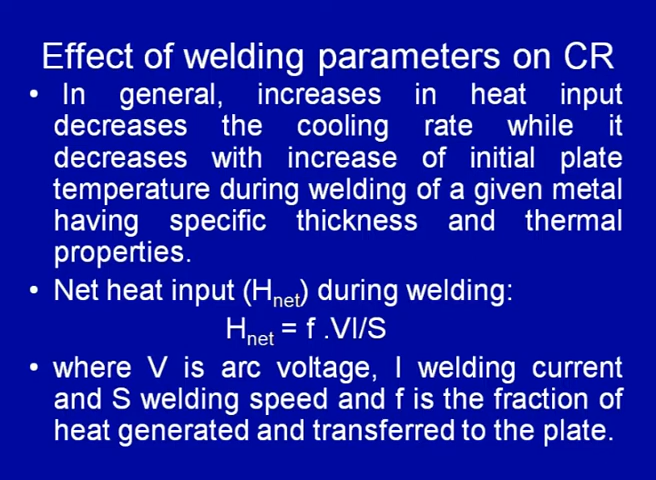 Effect of welding parameters on CR
• In general, increases in heat input
decreases the cooling rate while it
decreases with increase of initial plate
temperature during welding of a given metal
having specific thickness and thermal
properties.
• Net heat input (Hnet) during welding:
Hnet = f .VI/S
• where V is arc voltage, I welding current
and S welding speed and f is the fraction of
heat generated and transferred to the plate.